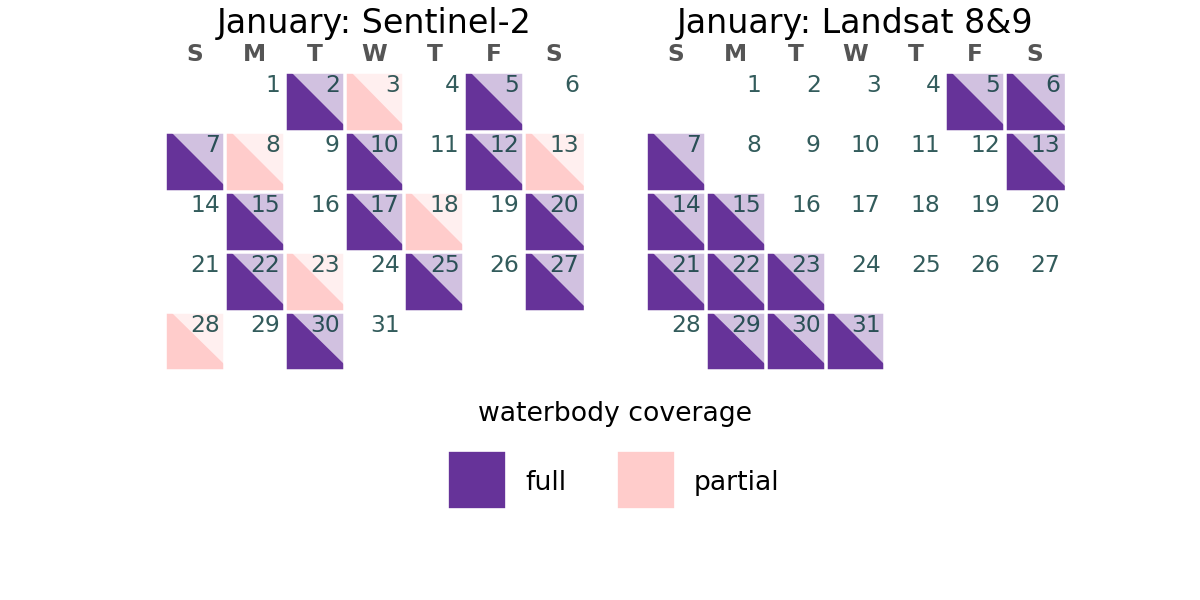 January: Sentinel-2
S M T W T F S
1 2 3 4 5 6
7 8 9 10 11 12 13
14 15 16 17 18 19 20
21 22 23 24 25 26 27
28 29 30 31
January: Landsat 8&9
S M T W T F S
1 2 3 4 5 6
7 8 9 10 11 12 13
14 15 16 17 18 19 20
21 22 23 24 25 26 27
28 29 30 31
waterbody coverage
full partial